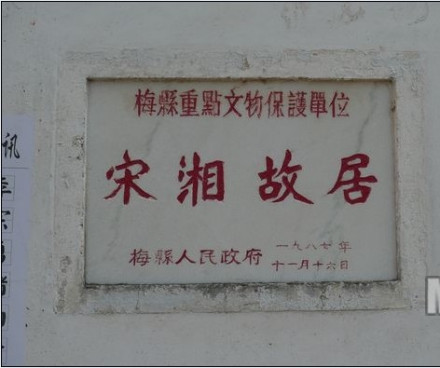 梅縣重點文物保護單位
宋湘故居
梅縣人民政府
一九八七年
十一月十六日
訊